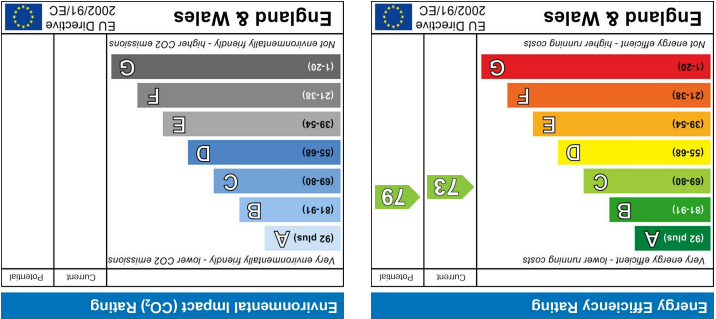 Energy Efficiency Rating
Current Potential
Very energy efficient - lower running costs
(92 plus) A
(81-91) B
(69-80) C
(55-68) D
(39-54) E
(21-38) F
(1-20) G
73
79
Not energy efficient - higher running costs
England & Wales
EU Directive
2002/91/EC
Environmental Impact (CO₂) Rating
Current Potential
Very environmentally friendly - lower CO2 emissions
(92 plus) A
(81-91) B
(69-80) C
(55-68) D
(39-54) E
(21-38) F
(1-20) G
Not environmentally friendly - higher CO2 emissions
England & Wales
EU Directive
2002/91/EC